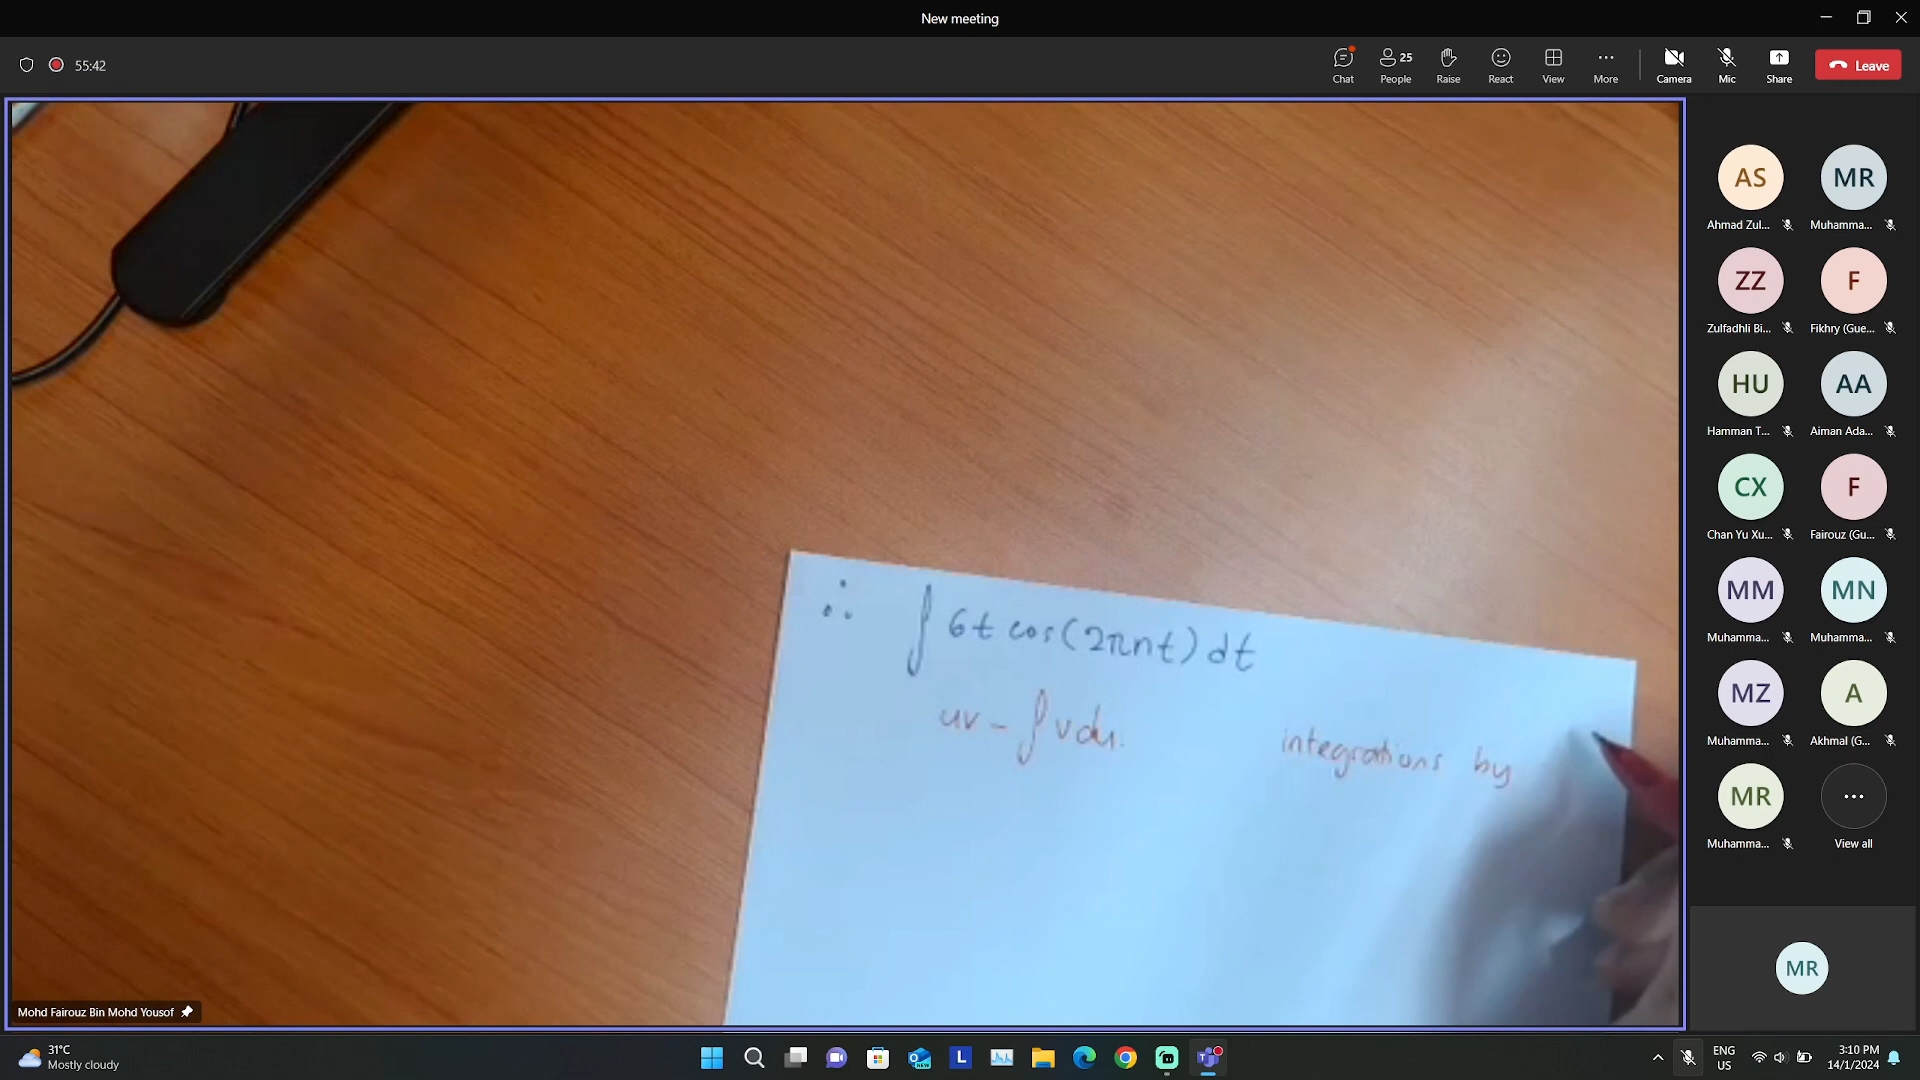 New meeting
55:42
Chat
25
People
Raise
React
View
More
Camera
Mic
Share
Leave
AS
Ahmad Zul...
MR
Muhamma...
ZZ
Zulfadhli Bi...
F
Fikhry (Gue...
HU
Hamman T...
AA
Aiman Ada...
CX
Chan Yu Xu...
F
Fairouz (Gu...
MM
Muhamma...
MN
Muhamma...
MZ
Muhamma...
A
Akhmal (G...
MR
Muhamma...
View all
MR
∴ ∫ 6t cos(2πnt) dt
uv - ∫ v du. integrations by
Mohd Fairouz Bin Mohd Yousof
31°C
Mostly cloudy
NEW
L
ENG
US
3:10 PM
14/1/2024